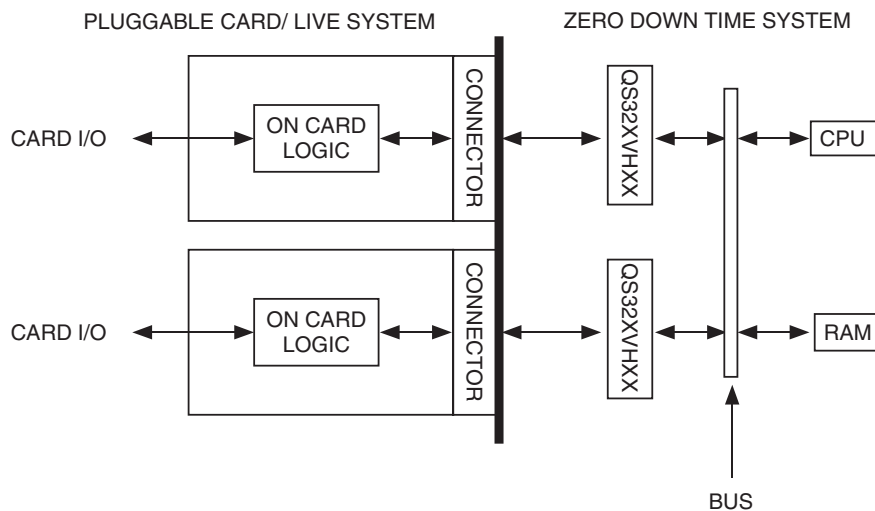 PLUGGABLE CARD/ LIVE SYSTEM
ZERO DOWN TIME SYSTEM
CARD I/O
ON CARD
LOGIC
CONNECTOR
QS32XVHXX
CPU
CARD I/O
ON CARD
LOGIC
CONNECTOR
QS32XVHXX
RAM
BUS